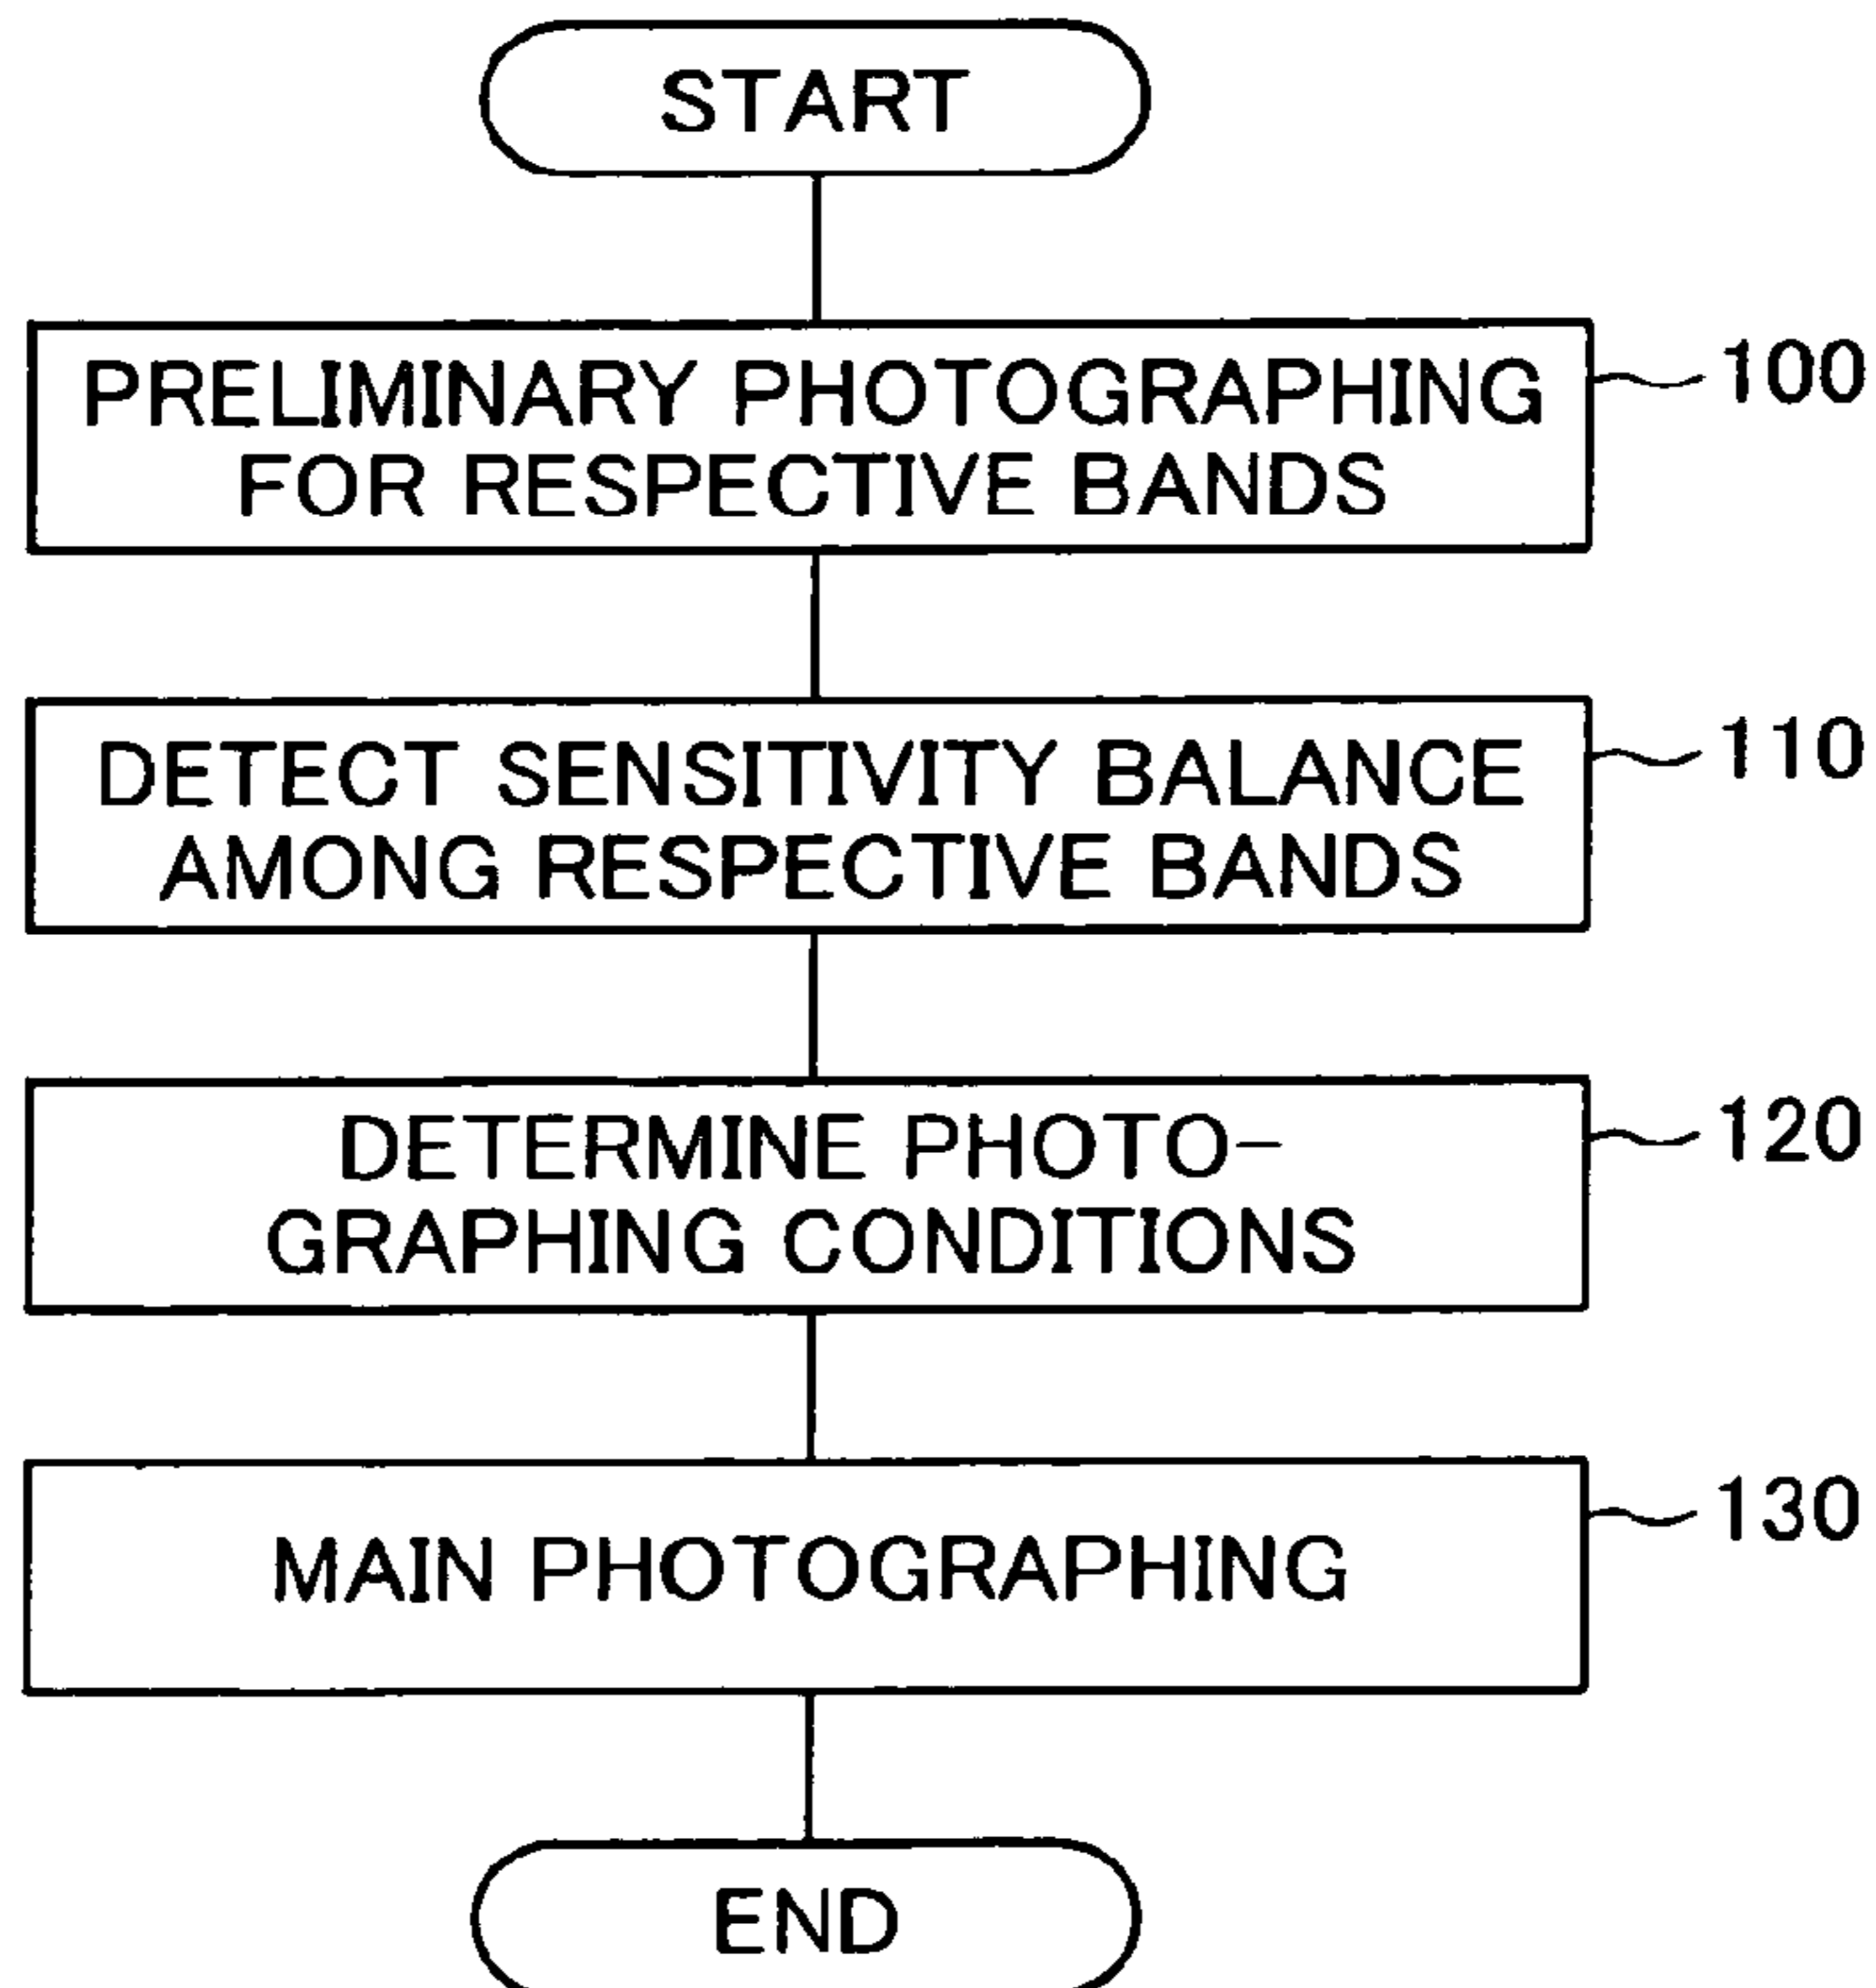 START
PRELIMINARY PHOTOGRAPHING
FOR RESPECTIVE BANDS
100
DETECT SENSITIVITY BALANCE
AMONG RESPECTIVE BANDS
110
DETERMINE PHOTO-
GRAPHING CONDITIONS
120
MAIN PHOTOGRAPHING
130
END